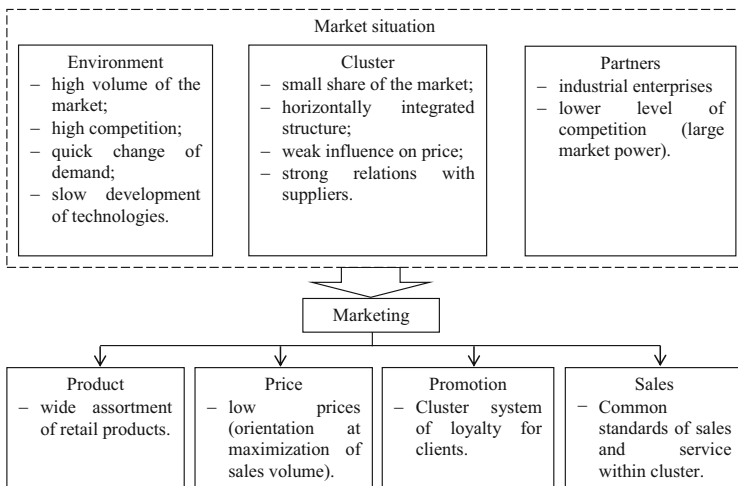 Market situation
Environment
– high volume of the
market;
– high competition;
– quick change of
demand;
– slow development
of technologies.
Cluster
– small share of the market;
– horizontally integrated
structure;
– weak influence on price;
– strong relations with
suppliers.
Partners
– industrial enterprises
– lower level of
competition (large
market power).
Marketing
Product
– wide assortment
of retail products.
Price
– low prices
(orientation at
maximization of
sales volume).
Promotion
– Cluster system
of loyalty for
clients.
Sales
– Common
standards of sales
and service
within cluster.